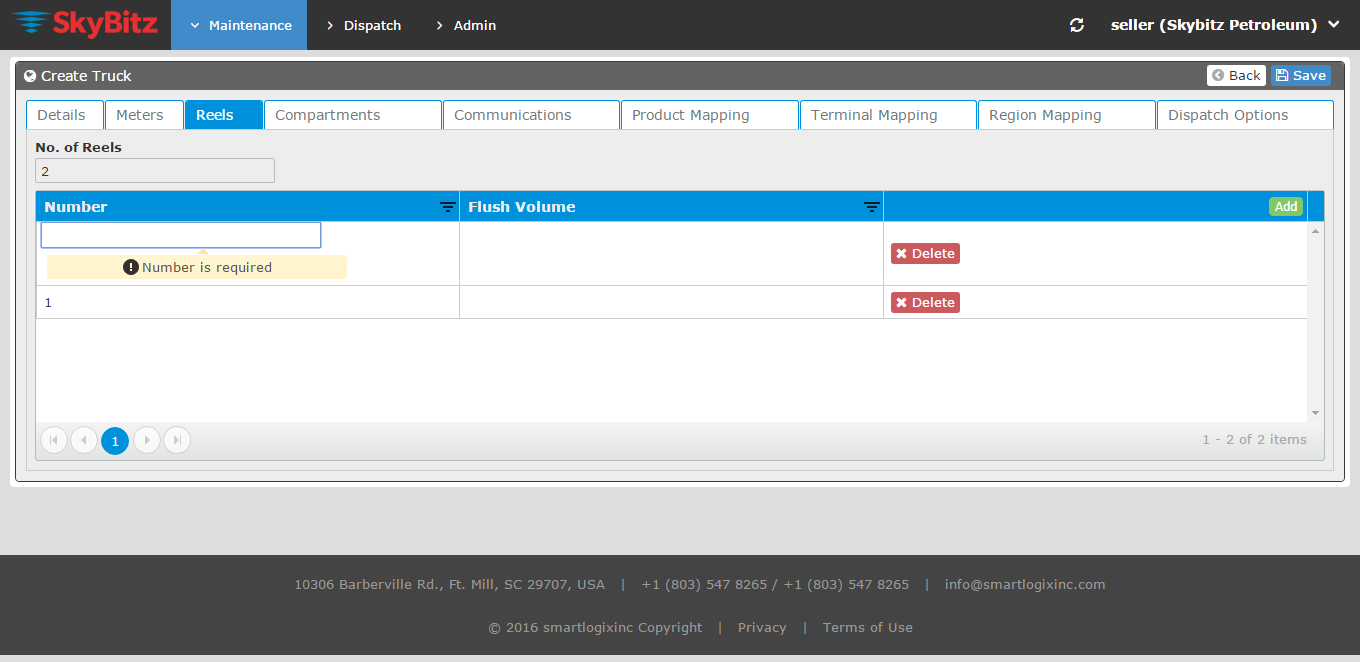 SkyBitz
Maintenance Dispatch Admin seller (Skybitz Petroleum)
Create Truck Back Save
Details Meters Reels Compartments Communications Product Mapping Terminal Mapping Region Mapping Dispatch Options
No. of Reels
2
Number Flush Volume Add
Number is required Delete
1 Delete
1 1 - 2 of 2 items
10306 Barberville Rd., Ft. Mill, SC 29707, USA | +1 (803) 547 8265 / +1 (803) 547 8265 | info@smartlogixinc.com
© 2016 smartlogixinc Copyright | Privacy | Terms of Use